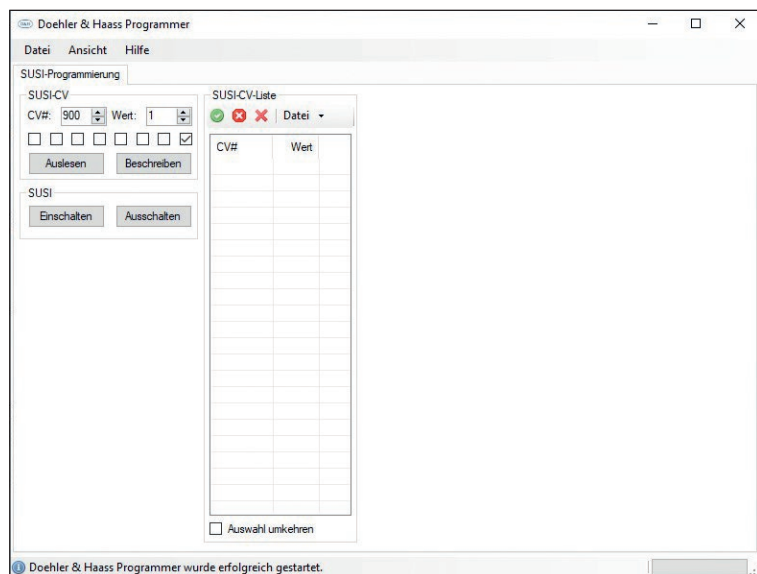 Doehler & Haass Programmer
Datei Ansicht Hilfe
SUSI-Programmierung
SUSI-CV
CV#: 900 Wert: 1
Auslesen Beschreiben
SUSI
Einschalten Ausschalten
SUSI-CV-Liste
Datei
CV# Wert
Auswahl umkehren
Doehler & Haass Programmer wurde erfolgreich gestartet.